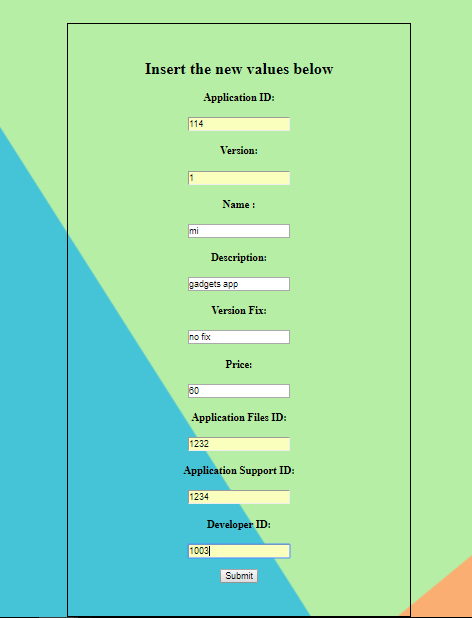 Insert the new values below
Application ID:
114
Version:
1
Name :
mi
Description:
gadgets app
Version Fix:
no fix
Price:
60
Application Files ID:
1232
Application Support ID:
1234
Developer ID:
1003
Submit